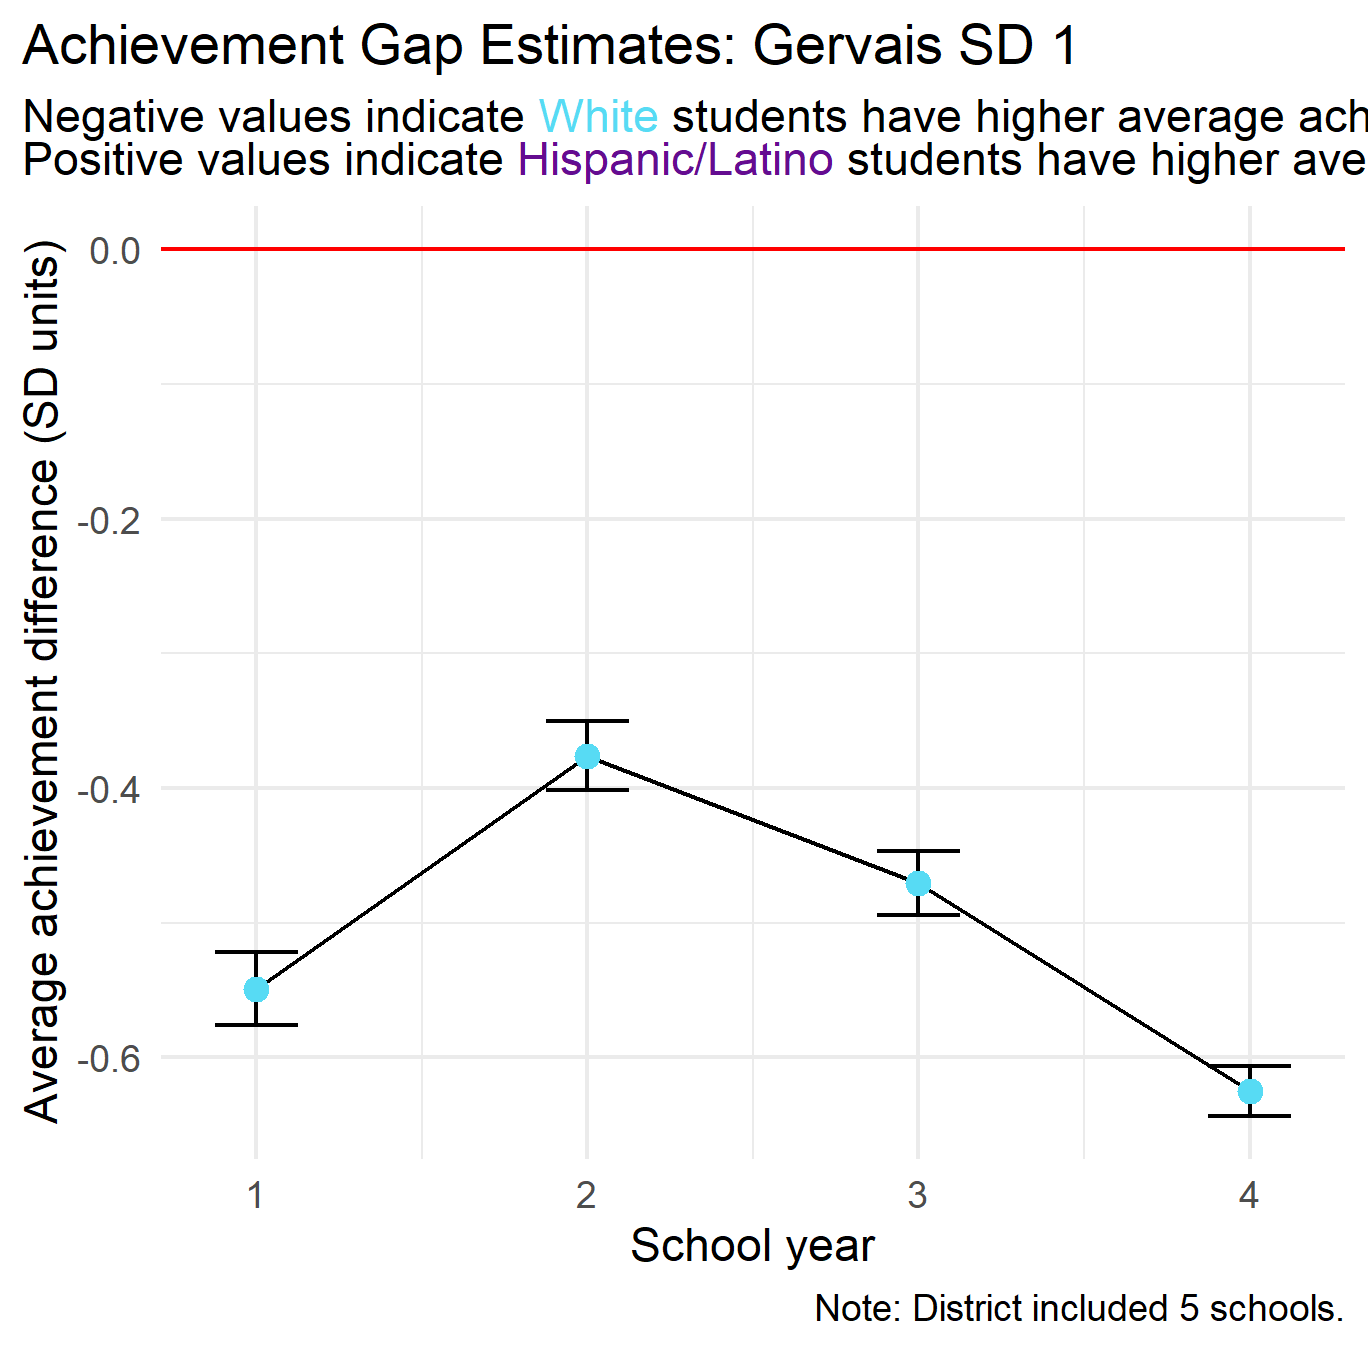 Achievement Gap Estimates: Gervais SD 1
Negative values indicate White students have higher average ach
Positive values indicate Hispanic/Latino students have higher ave
Average achievement difference (SD units)
0.0
-0.2
-0.4
-0.6
1 2 3 4
School year
Note: District included 5 schools.